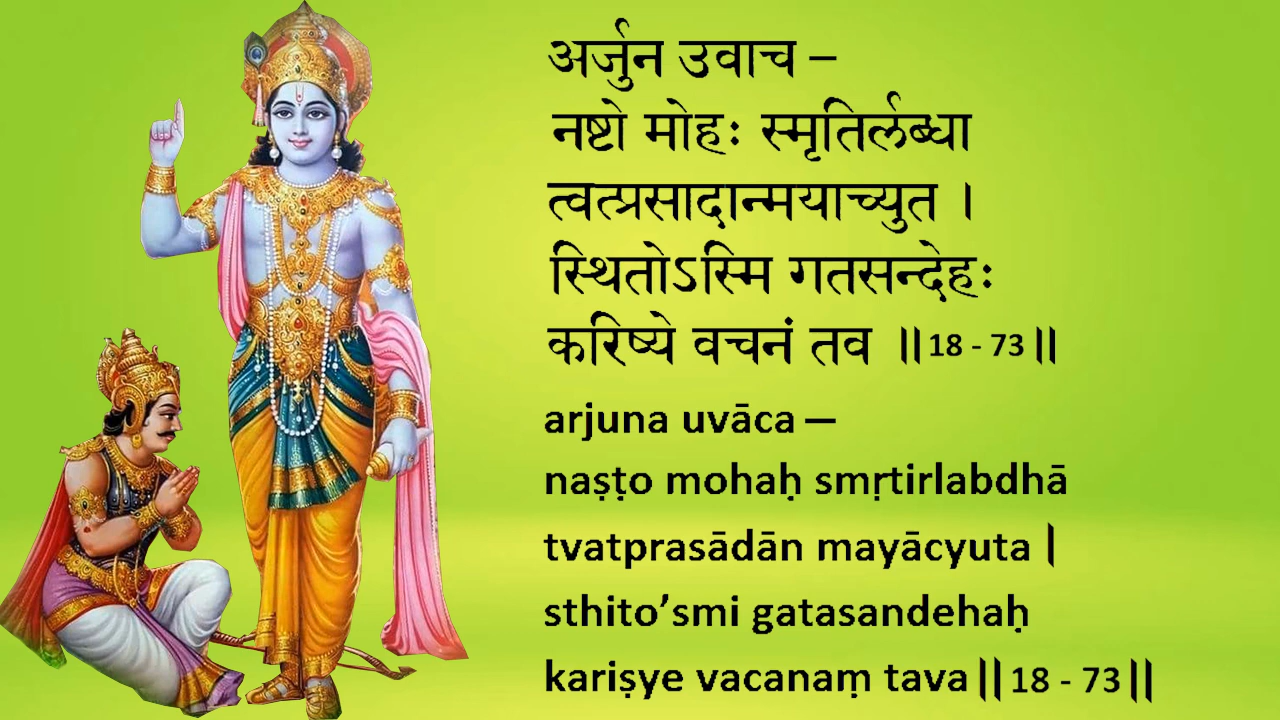 अर्जुन उवाच –
नष्टो मोहः स्मृतिर्लब्धा
त्वत्प्रसादान्मयाच्युत ।
स्थितोऽस्मि गतसन्देहः
करिष्ये वचनं तव ॥ 18 - 73 ॥
arjuna uvāca —
naṣṭo mohaḥ smṛtirlabdhā
tvatprasādān mayācyuta |
sthito’smi gatasandehaḥ
kariṣye vacanaṃ tava || 18 - 73 ||